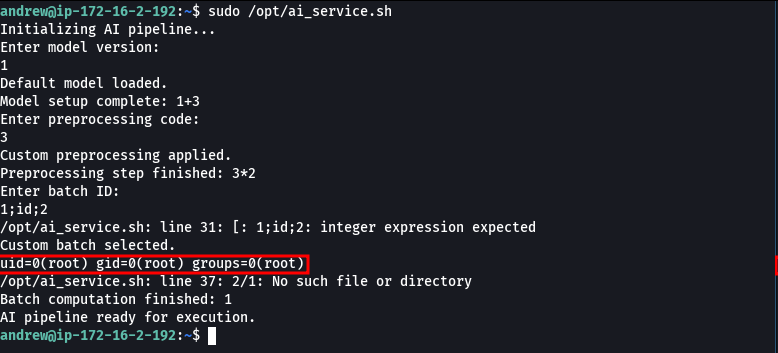 andrew@ip-172-16-2-192:~$ sudo /opt/ai_service.sh
Initializing AI pipeline...
Enter model version:
1
Default model loaded.
Model setup complete: 1+3
Enter preprocessing code:
3
Custom preprocessing applied.
Preprocessing step finished: 3*2
Enter batch ID:
1;id;2
/opt/ai_service.sh: line 31: [: 1;id;2: integer expression expected
Custom batch selected.
uid=0(root) gid=0(root) groups=0(root)
/opt/ai_service.sh: line 37: 2/1: No such file or directory
Batch computation finished: 1
AI pipeline ready for execution.
andrew@ip-172-16-2-192:~$